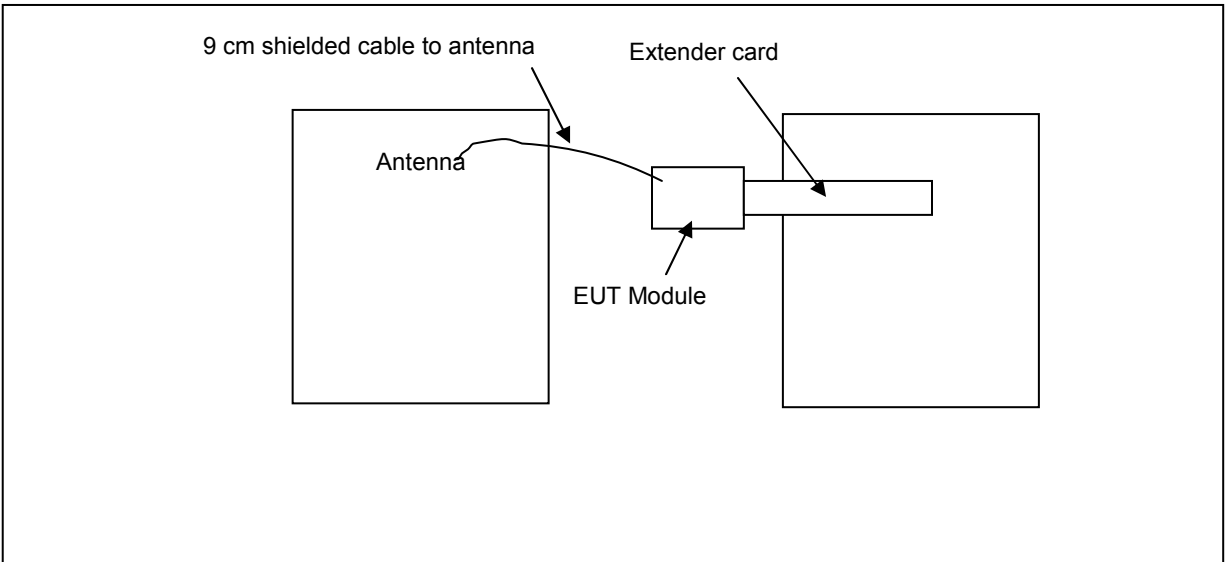 9 cm shielded cable to antenna
Extender card
Antenna
EUT Module